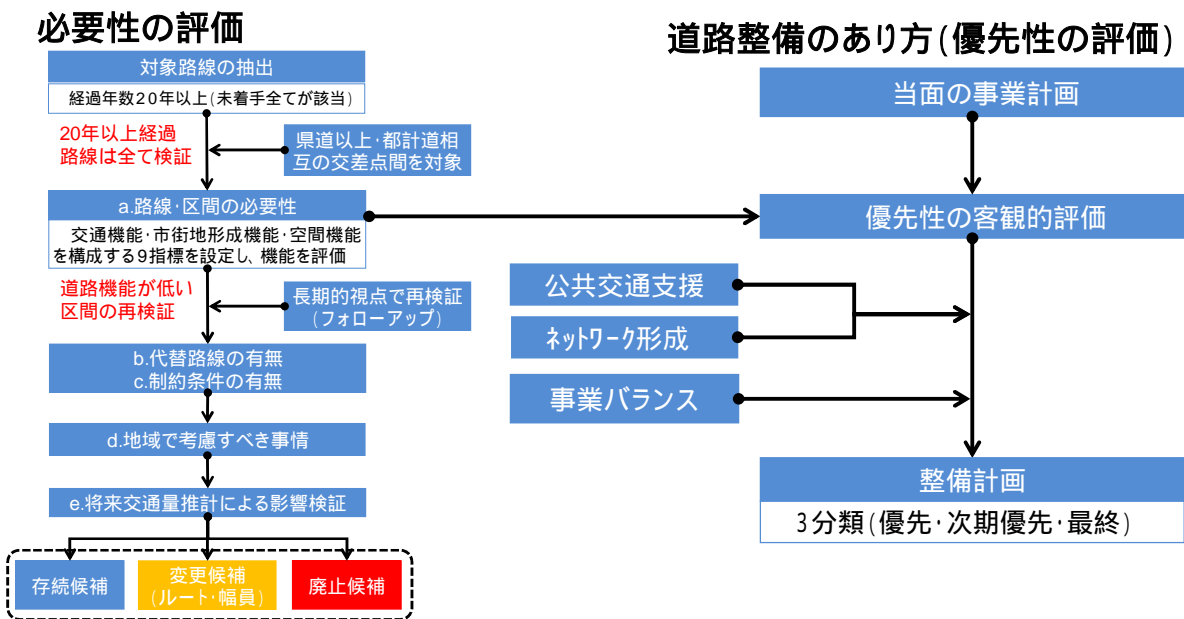 必要性の評価
対象路線の抽出
経過年数20年以上(未着手全てが該当)
20年以上経過
路線は全て検証
県道以上・都計道相
互の交差点間を対象
a.路線・区間の必要性
交通機能・市街地形成機能・空間機能
を構成する9指標を設定し、機能を評価
道路機能が低い
区間の再検証
長期的視点で再検証
(フォローアップ)
b.代替路線の有無
c.制約条件の有無
d.地域で考慮すべき事情
e.将来交通量推計による影響検証
存続候補
変更候補
(ルート・幅員)
廃止候補
道路整備のあり方(優先性の評価)
当面の事業計画
優先性の客観的評価
公共交通支援
ネットワーク形成
事業バランス
整備計画
3分類(優先・次期優先・最終)